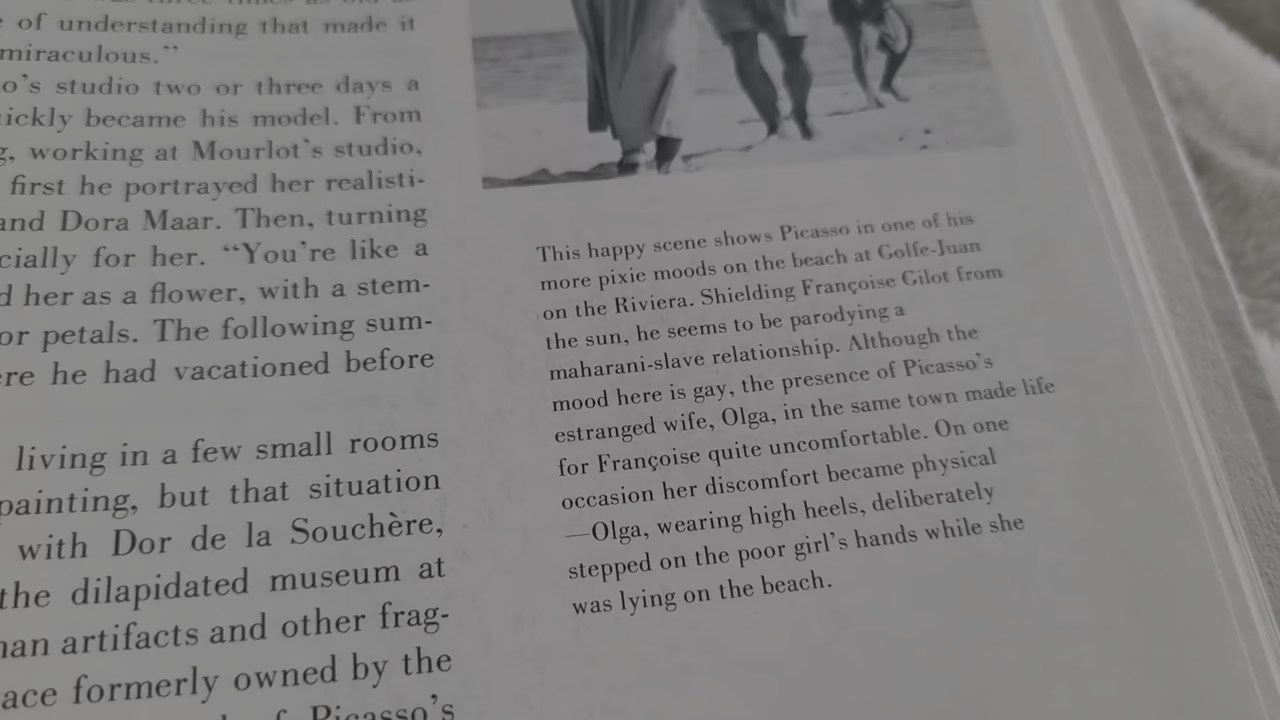 of understanding that made it
miraculous.”
o’s studio two or three days a
ickly became his model. From
g, working at Mourlot’s studio,
first he portrayed her realisti-
and Dora Maar. Then, turning
cially for her. “You’re like a
d her as a flower, with a stem-
or petals. The following sum-
ere he had vacationed before
living in a few small rooms
painting, but that situation
with Dor de la Souchère,
the dilapidated museum at
man artifacts and other frag-
ace formerly owned by the
Picasso’s
This happy scene shows Picasso in one of his
more pixie moods on the beach at Golfe-Juan
on the Riviera. Shielding Françoise Gilot from
the sun, he seems to be parodying a
maharani-slave relationship. Although the
mood here is gay, the presence of Picasso’s
estranged wife, Olga, in the same town made life
for Françoise quite uncomfortable. On one
occasion her discomfort became physical
—Olga, wearing high heels, deliberately
stepped on the poor girl’s hands while she
was lying on the beach.